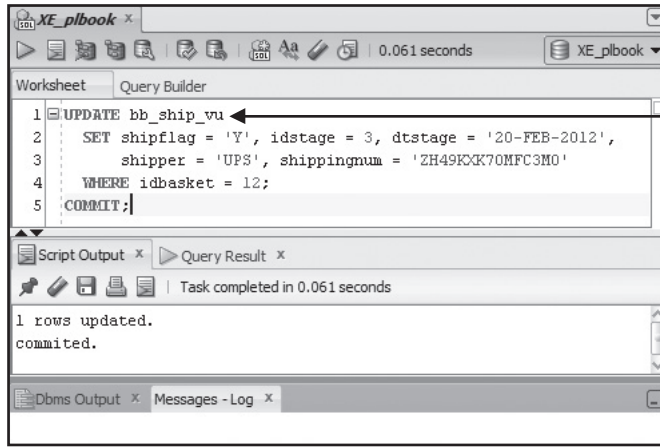 XE_plbook x
0.061 seconds
XE_plbook
Worksheet Query Builder
1 UPDATE bb_ship_vu
2 SET shipflag = 'Y', idstage = 3, dtstage = '20-FEB-2012',
3 shipper = 'UPS', shippingnum = 'ZH49KXK70MFC3M0'
4 WHERE idbasket = 12;
5 COMMIT;
Script Output x Query Result x
Task completed in 0.061 seconds
1 rows updated.
commited.
Dbms Output x Messages - Log x